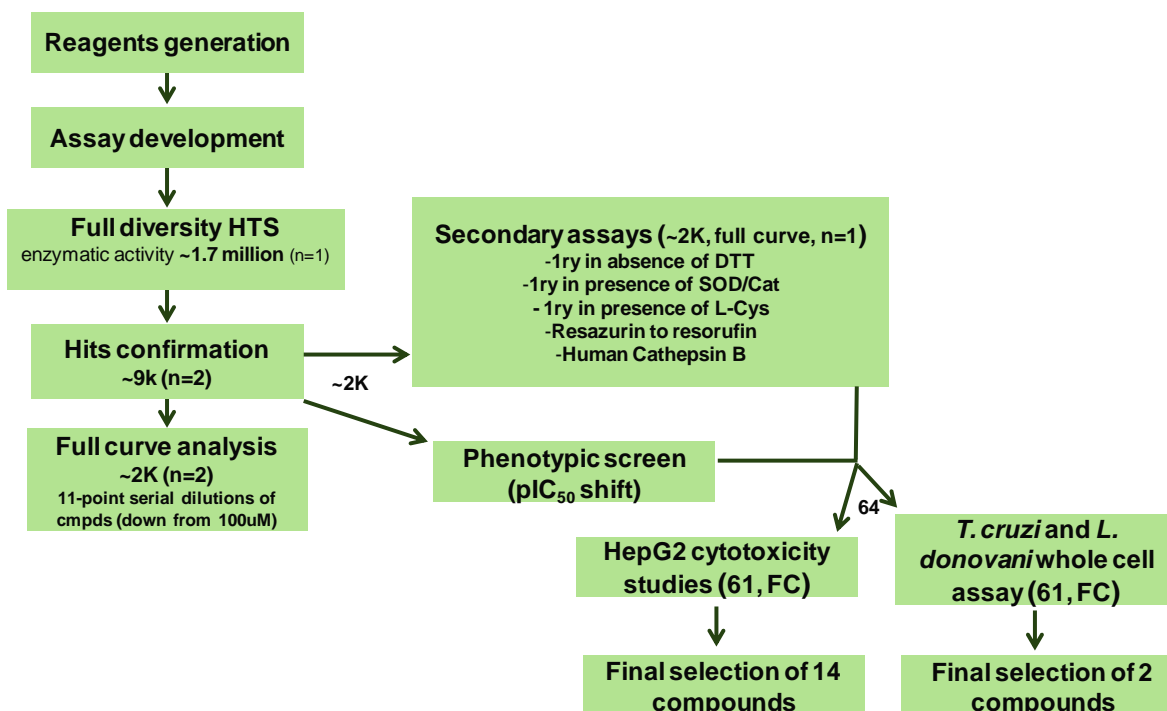 Reagents generation
Assay development
Full diversity HTS
enzymatic activity ~1.7 million (n=1)
Hits confirmation
~9k (n=2)
Full curve analysis
~2K (n=2)
11-point serial dilutions of
cmpds (down from 100uM)
Secondary assays (~2K, full curve, n=1)
-1ry in absence of DTT
-1ry in presence of SOD/Cat
- 1ry in presence of L-Cys
-Resazurin to resorufin
-Human Cathepsin B
~2K
Phenotypic screen
(pIC50 shift)
64
HepG2 cytotoxicity
studies (61, FC)
T. cruzi and L.
donovani whole cell
assay (61, FC)
Final selection of 14
compounds
Final selection of 2
compounds